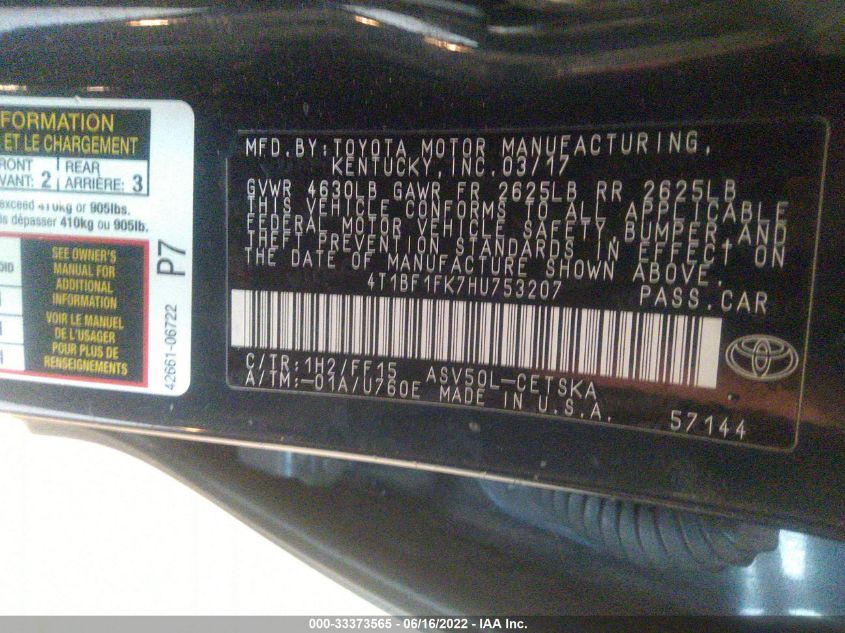 FORMATION
ET LE CHARGEMENT
FRONT
VANT: 2
REAR
ARRIÈRE: 3
exceed 410kg or 905lbs.
s dépasser 410kg ou 905lb.
SEE OWNER'S
MANUAL FOR
ADDITIONAL
INFORMATION
VOIR LE MANUEL
DE L'USAGER
POUR PLUS DE
RENSEIGNEMENTS
P7
42661-06722
MFD.BY:TOYOTA MOTOR MANUFACTURING,
KENTUCKY,INC.03/17
GVWR 4630LB GAWR FR 2625LB RR 2625LB
THIS VEHICLE CONFORMS TO ALL APPLICABLE
FEDERAL MOTOR VEHICLE SAFETY,BUMPER AND
THEFT PREVENTION STANDARDS IN EFFECT ON
THE DATE OF MANUFACTURE SHOWN ABOVE.
4T1BF1FK7HU753207 PASS.CAR
C/TR:1H2/FF15 ASV50L-CETSKA
A/TM:-01A/U760E MADE IN U.S.A.
57144
000-33373565 - 06/16/2022 - IAA Inc.